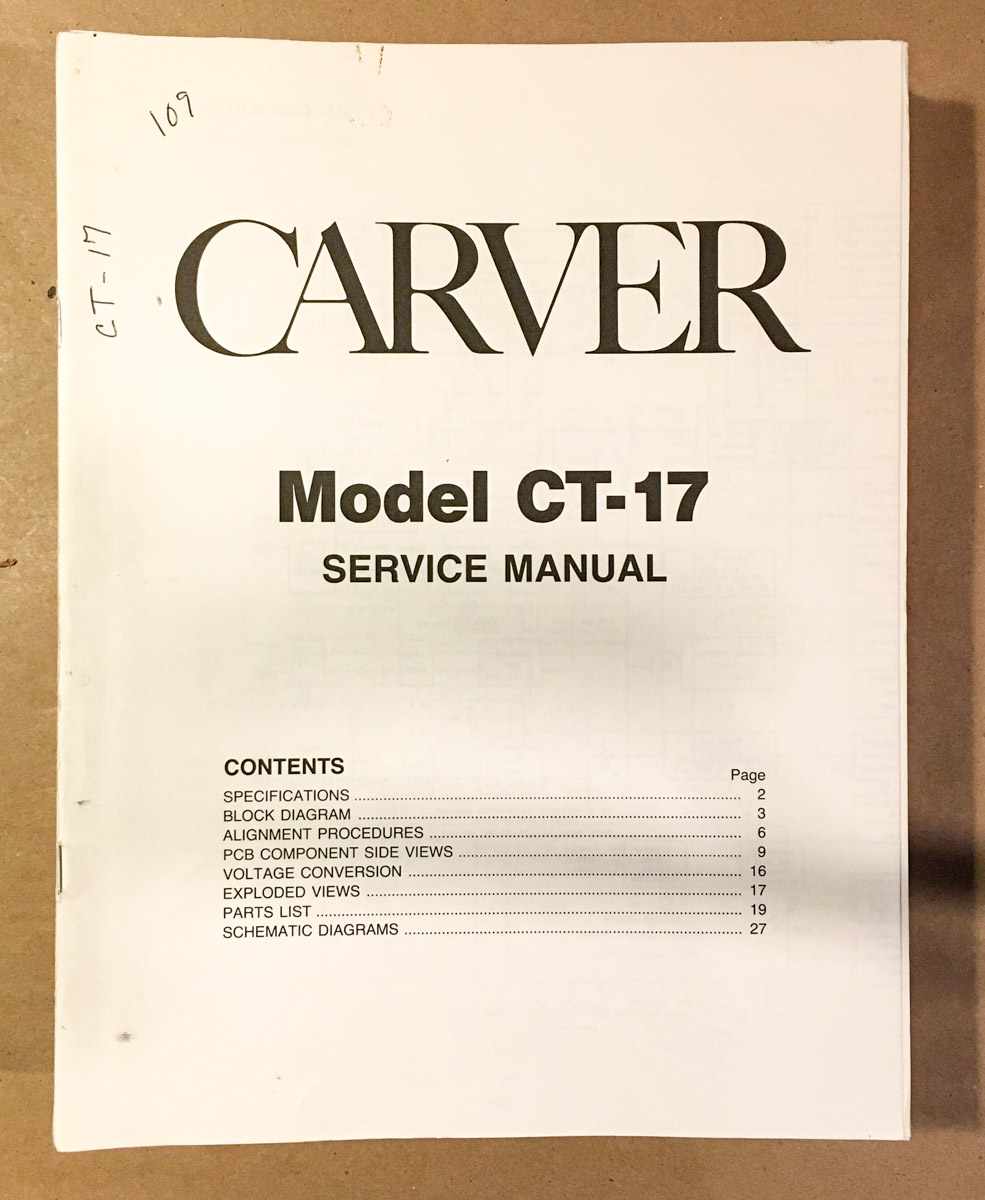 109
CT-17
CARVER
Model CT-17
SERVICE MANUAL
CONTENTS
Page
SPECIFICATIONS ........ 2
BLOCK DIAGRAM ........ 3
ALIGNMENT PROCEDURES ........ 6
PCB COMPONENT SIDE VIEWS ........ 9
VOLTAGE CONVERSION ........ 16
EXPLODED VIEWS ........ 17
PARTS LIST ........ 19
SCHEMATIC DIAGRAMS ........ 27